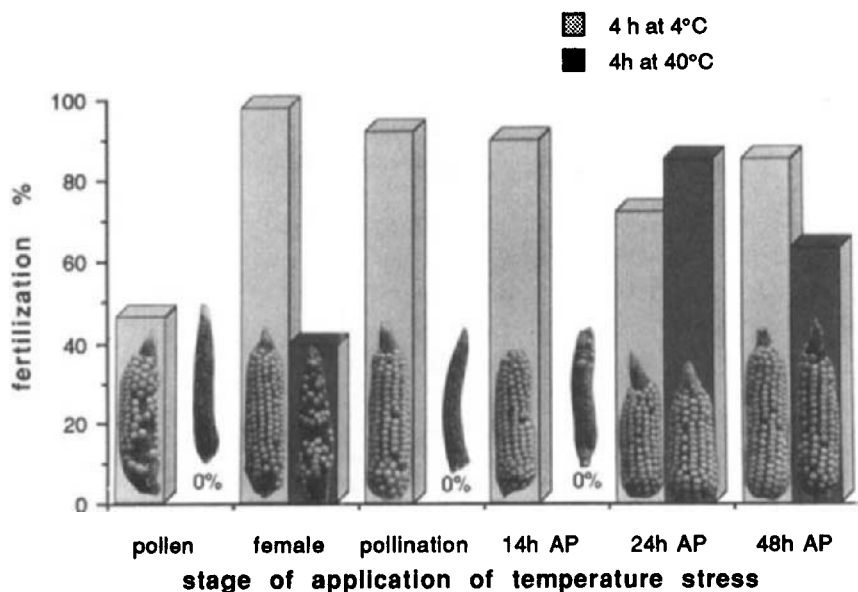 4 h at 4°C
4h at 40°C
fertilization %
100
80
60
40
20
0
0%
0%
0%
pollen female pollination 14h AP 24h AP 48h AP
stage of application of temperature stress